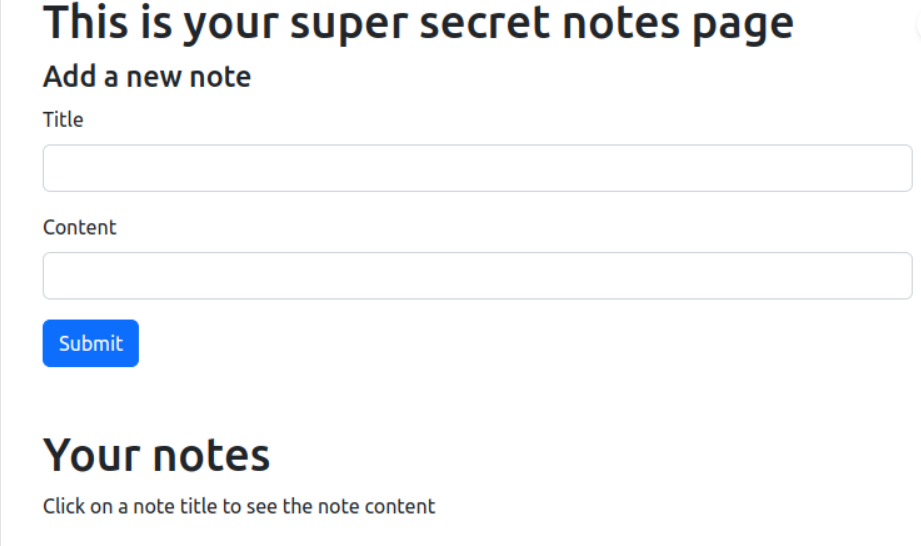 This is your super secret notes page
Add a new note
Title
Content
Submit
Your notes
Click on a note title to see the note content